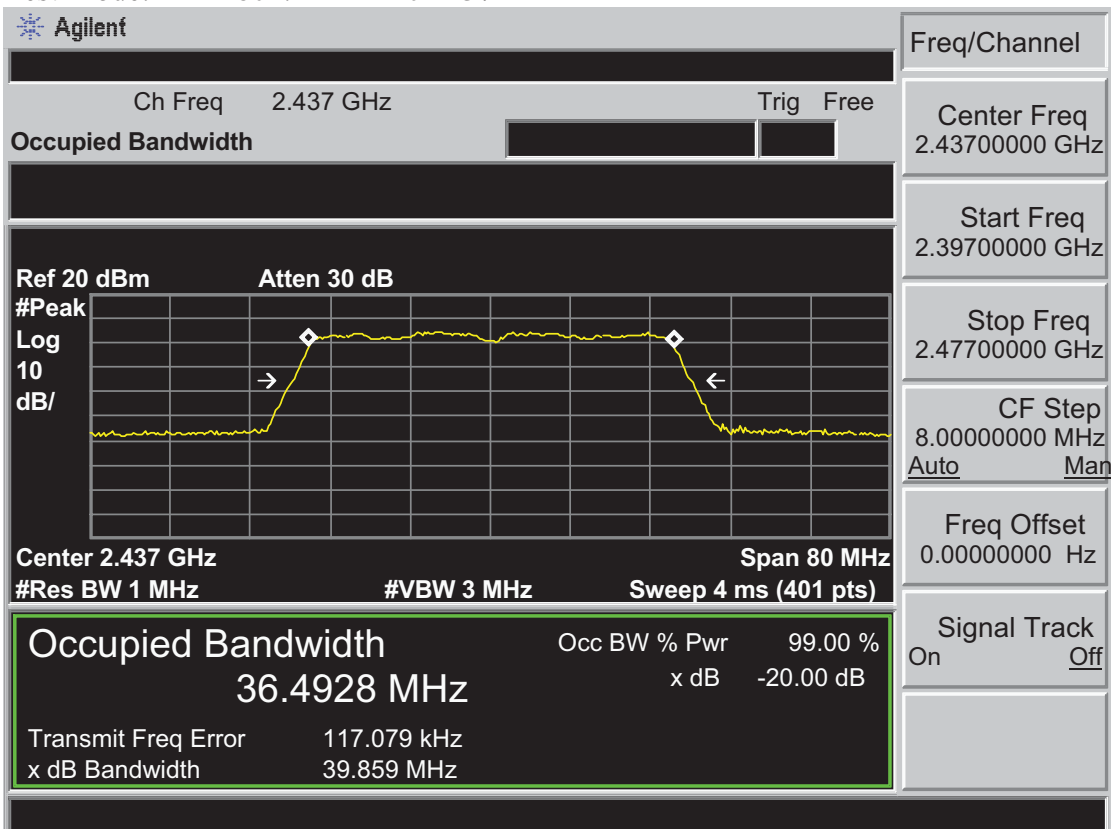 Agilent
Freq/Channel
Ch Freq 2.437 GHz Trig Free
Occupied Bandwidth
Center Freq
2.43700000 GHz
Start Freq
2.39700000 GHz
Stop Freq
2.47700000 GHz
CF Step
8.00000000 MHz
Auto Man
Freq Offset
0.00000000 Hz
Signal Track
On Off
Ref 20 dBm Atten 30 dB
#Peak
Log
10
dB/
Center 2.437 GHz Span 80 MHz
#Res BW 1 MHz #VBW 3 MHz Sweep 4 ms (401 pts)
Occupied Bandwidth
36.4928 MHz
Occ BW % Pwr 99.00 %
x dB -20.00 dB
Transmit Freq Error 117.079 kHz
x dB Bandwidth 39.859 MHz